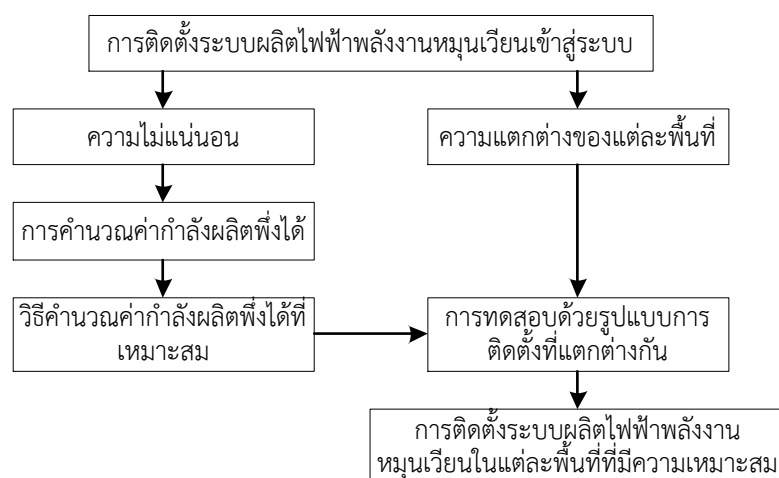 การติดตั้งระบบผลิตไฟฟ้าพลังงานหมุนเวียนเข้าสู่ระบบ
ความไม่แน่นอน
ความแตกต่างของแต่ละพื้นที่
การคำนวณค่ากำลังผลิตพึ่งได้
วิธีคำนวณค่ากำลังผลิตพึ่งได้ที่
เหมาะสม
การทดสอบด้วยรูปแบบการ
ติดตั้งที่แตกต่างกัน
การติดตั้งระบบผลิตไฟฟ้าพลังงาน
หมุนเวียนในแต่ละพื้นที่ที่มีความเหมาะสม